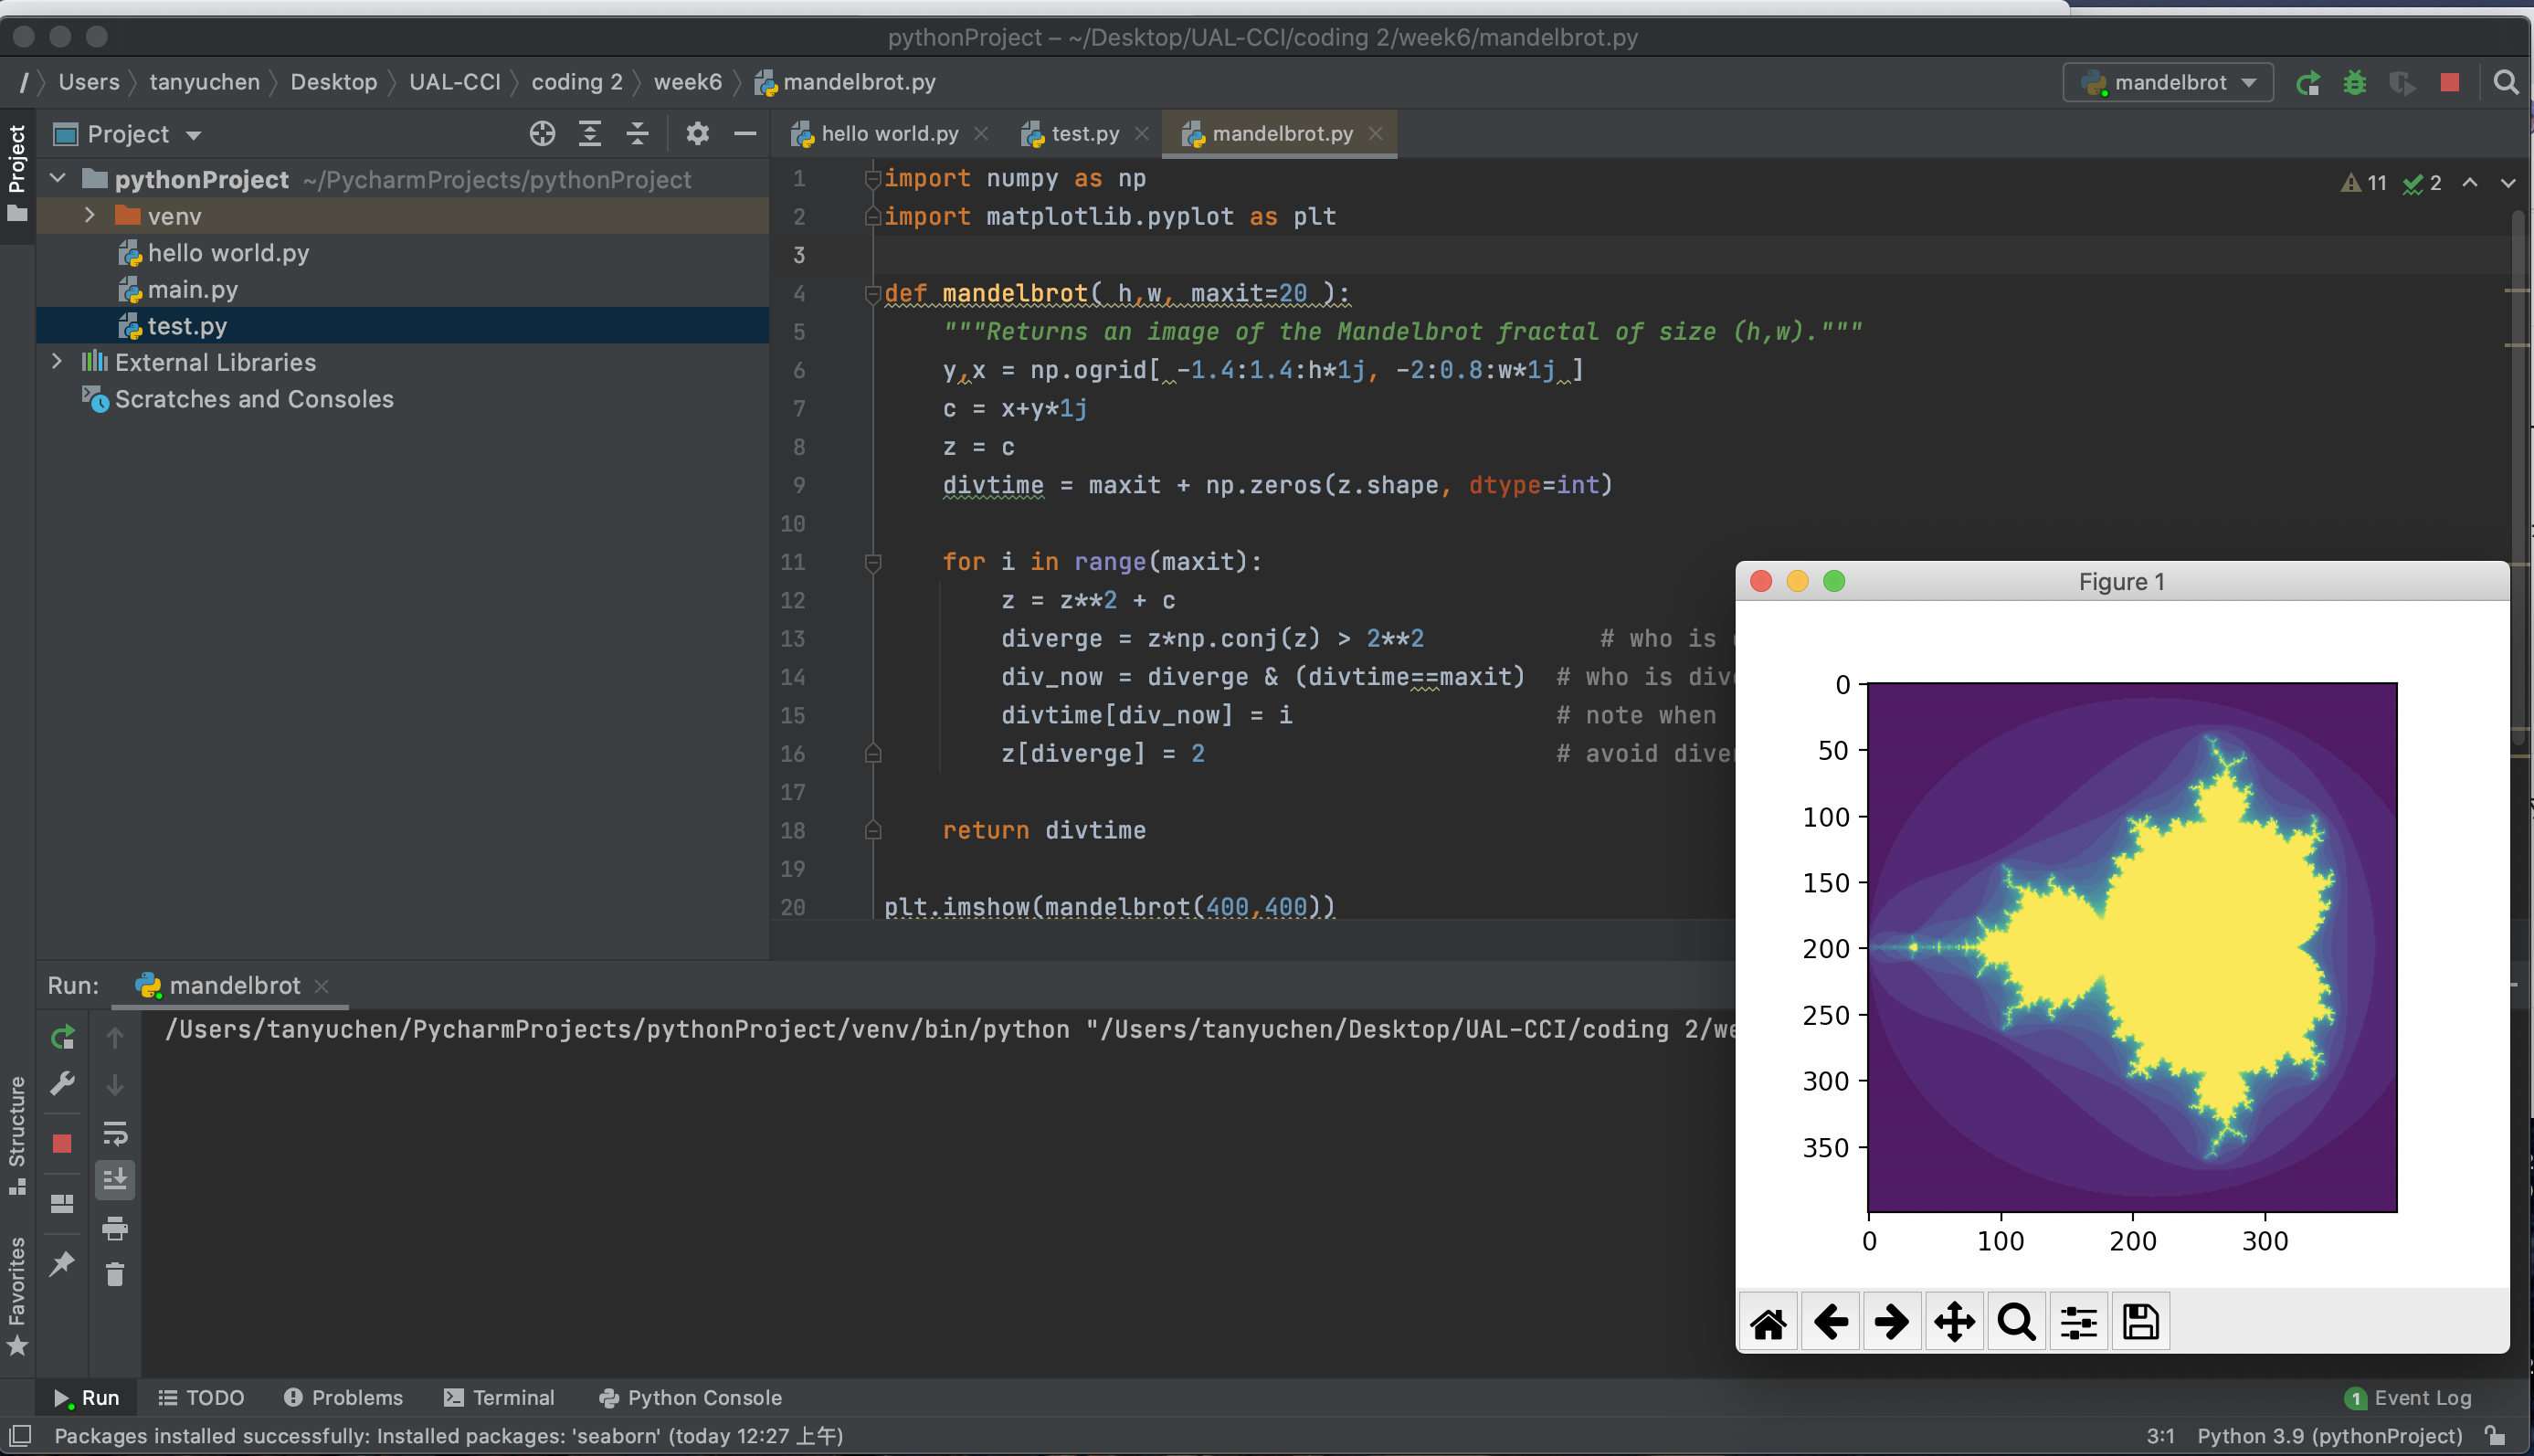 pythonProject – ~/Desktop/UAL-CCI/coding 2/week6/mandelbrot.py
/ Users tanyuchen Desktop UAL-CCI coding 2 week6 mandelbrot.py mandelbrot
Project
Project
hello world.py test.py mandelbrot.py
pythonProject ~/PycharmProjects/pythonProject
venv
hello world.py
main.py
test.py
External Libraries
Scratches and Consoles
11 2
1 import numpy as np
2 import matplotlib.pyplot as plt
3
4 def mandelbrot( h,w, maxit=20 ):
5 """Returns an image of the Mandelbrot fractal of size (h,w)."""
6 y,x = np.ogrid[ -1.4:1.4:h*1j, -2:0.8:w*1j ]
7 c = x+y*1j
8 z = c
9 divtime = maxit + np.zeros(z.shape, dtype=int)
10
11 for i in range(maxit):
12 z = z**2 + c
13 diverge = z*np.conj(z) > 2**2 # who is
14 div_now = diverge & (divtime==maxit) # who is div
15 divtime[div_now] = i # note when
16 z[diverge] = 2 # avoid dive
17
18 return divtime
19
20 plt.imshow(mandelbrot(400,400))
Figure 1
0
50
100
150
200
250
300
350
0 100 200 300
Run: mandelbrot
/Users/tanyuchen/PycharmProjects/pythonProject/venv/bin/python "/Users/tanyuchen/Desktop/UAL-CCI/coding 2/we
Structure
Favorites
Run TODO Problems Terminal Python Console 1 Event Log
Packages installed successfully: Installed packages: 'seaborn' (today 12:27 上午) 3:1 Python 3.9 (pythonProject)